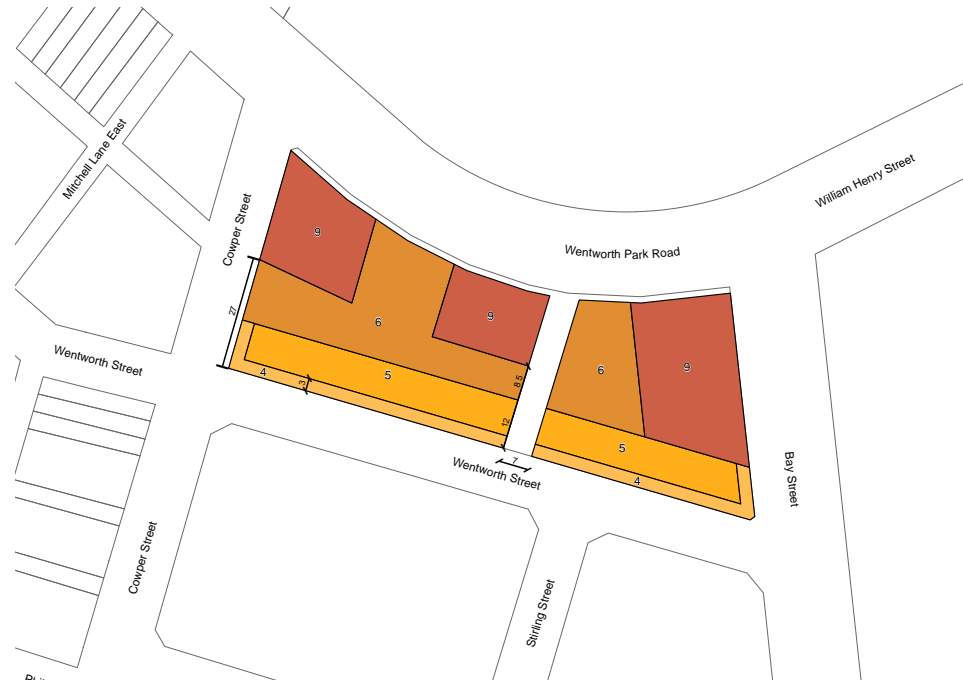 Mitchell Lane East
Cowper Street
William Henry Street
Wentworth Park Road
9
27
6
9
8.5
Wentworth Street
4
3
5
12
6
9
5
7
Wentworth Street
4
Bay Street
Cowper Street
Stirling Street